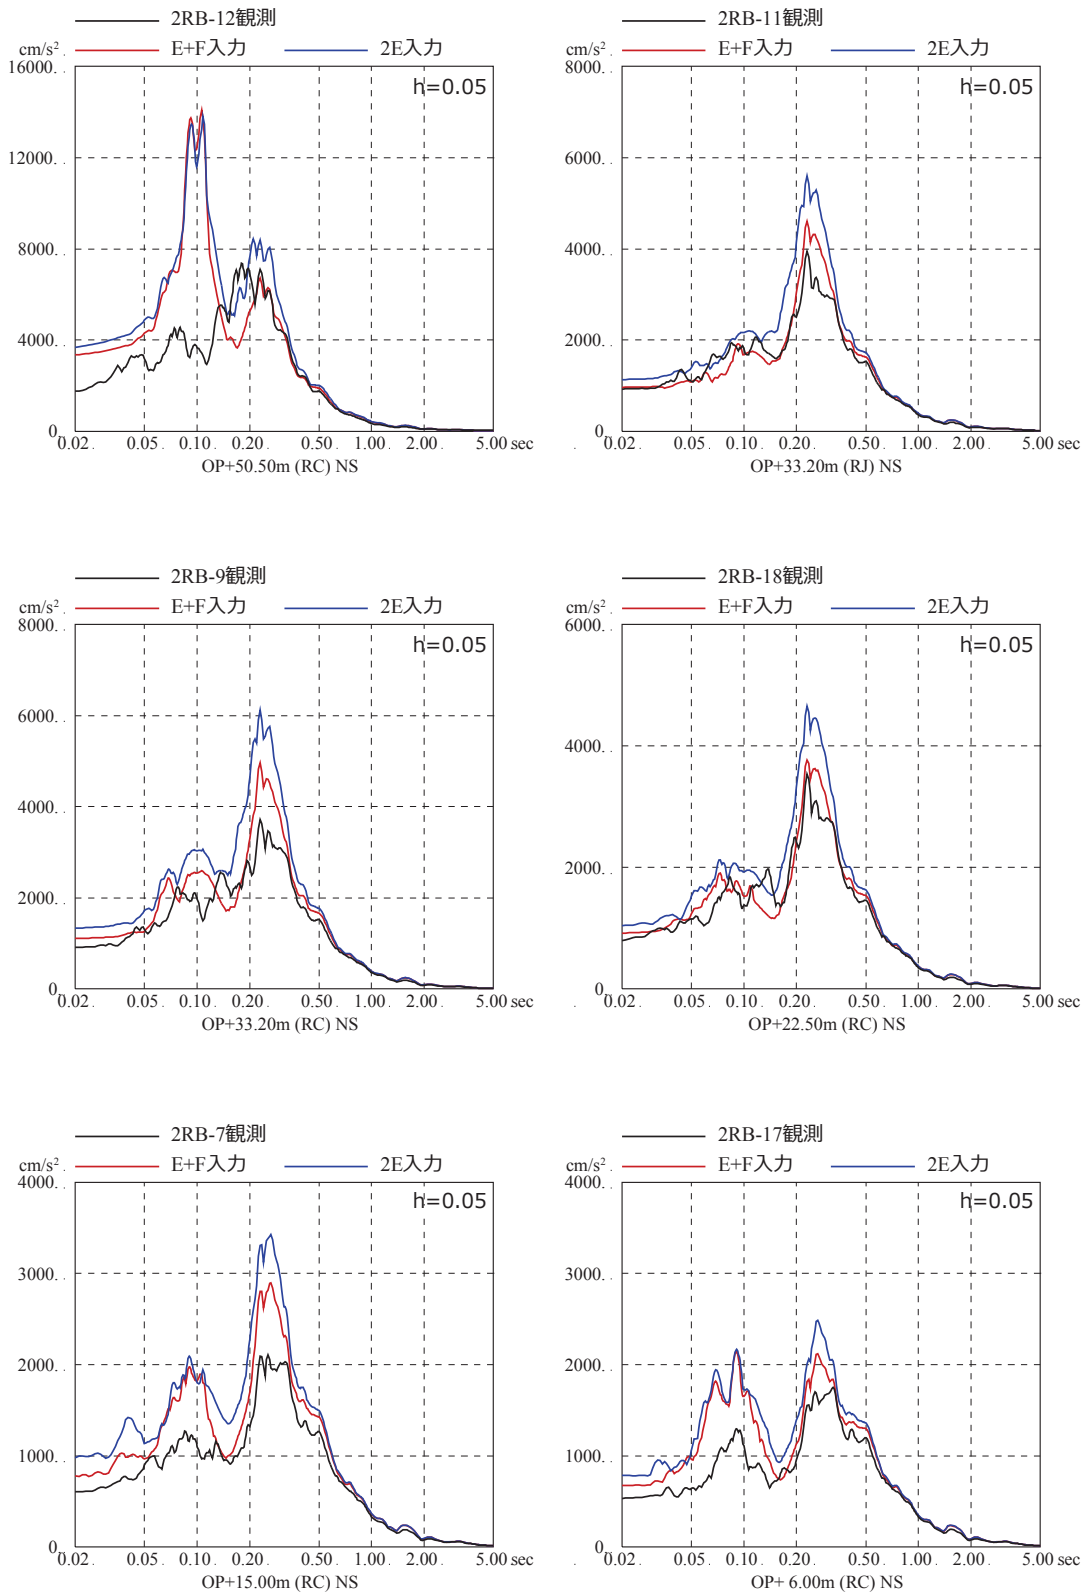 2RB-12観測
cm/s² E+F入力 2E入力
16000.
h=0.05
12000.
8000.
4000.
0.
0.02 0.05 0.10 0.20 0.50 1.00 2.00 5.00 sec
OP+50.50m (RC) NS
2RB-11観測
cm/s² E+F入力 2E入力
8000.
h=0.05
6000.
4000.
2000.
0.
0.02 0.05 0.10 0.20 0.50 1.00 2.00 5.00 sec
OP+33.20m (RJ) NS
2RB-9観測
cm/s² E+F入力 2E入力
8000.
h=0.05
6000.
4000.
2000.
0.
0.02 0.05 0.10 0.20 0.50 1.00 2.00 5.00 sec
OP+33.20m (RC) NS
2RB-18観測
cm/s² E+F入力 2E入力
6000.
h=0.05
4000.
2000.
0.
0.02 0.05 0.10 0.20 0.50 1.00 2.00 5.00 sec
OP+22.50m (RC) NS
2RB-7観測
cm/s² E+F入力 2E入力
4000.
h=0.05
3000.
2000.
1000.
0.
0.02 0.05 0.10 0.20 0.50 1.00 2.00 5.00 sec
OP+15.00m (RC) NS
2RB-17観測
cm/s² E+F入力 2E入力
4000.
h=0.05
3000.
2000.
1000.
0.
0.02 0.05 0.10 0.20 0.50 1.00 2.00 5.00 sec
OP+ 6.00m (RC) NS